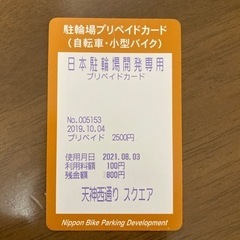 駐輪場プリペイドカード
（自転車・小型バイク）
日本駐輪場開発専用
プリペイドカード
No.005153
2019.10.04
プリペイド 2500円
使用月日 2021.08.03
利用料額 100円
残金額 800円
天神西通り スクエア
Nippon Bike Parking Development